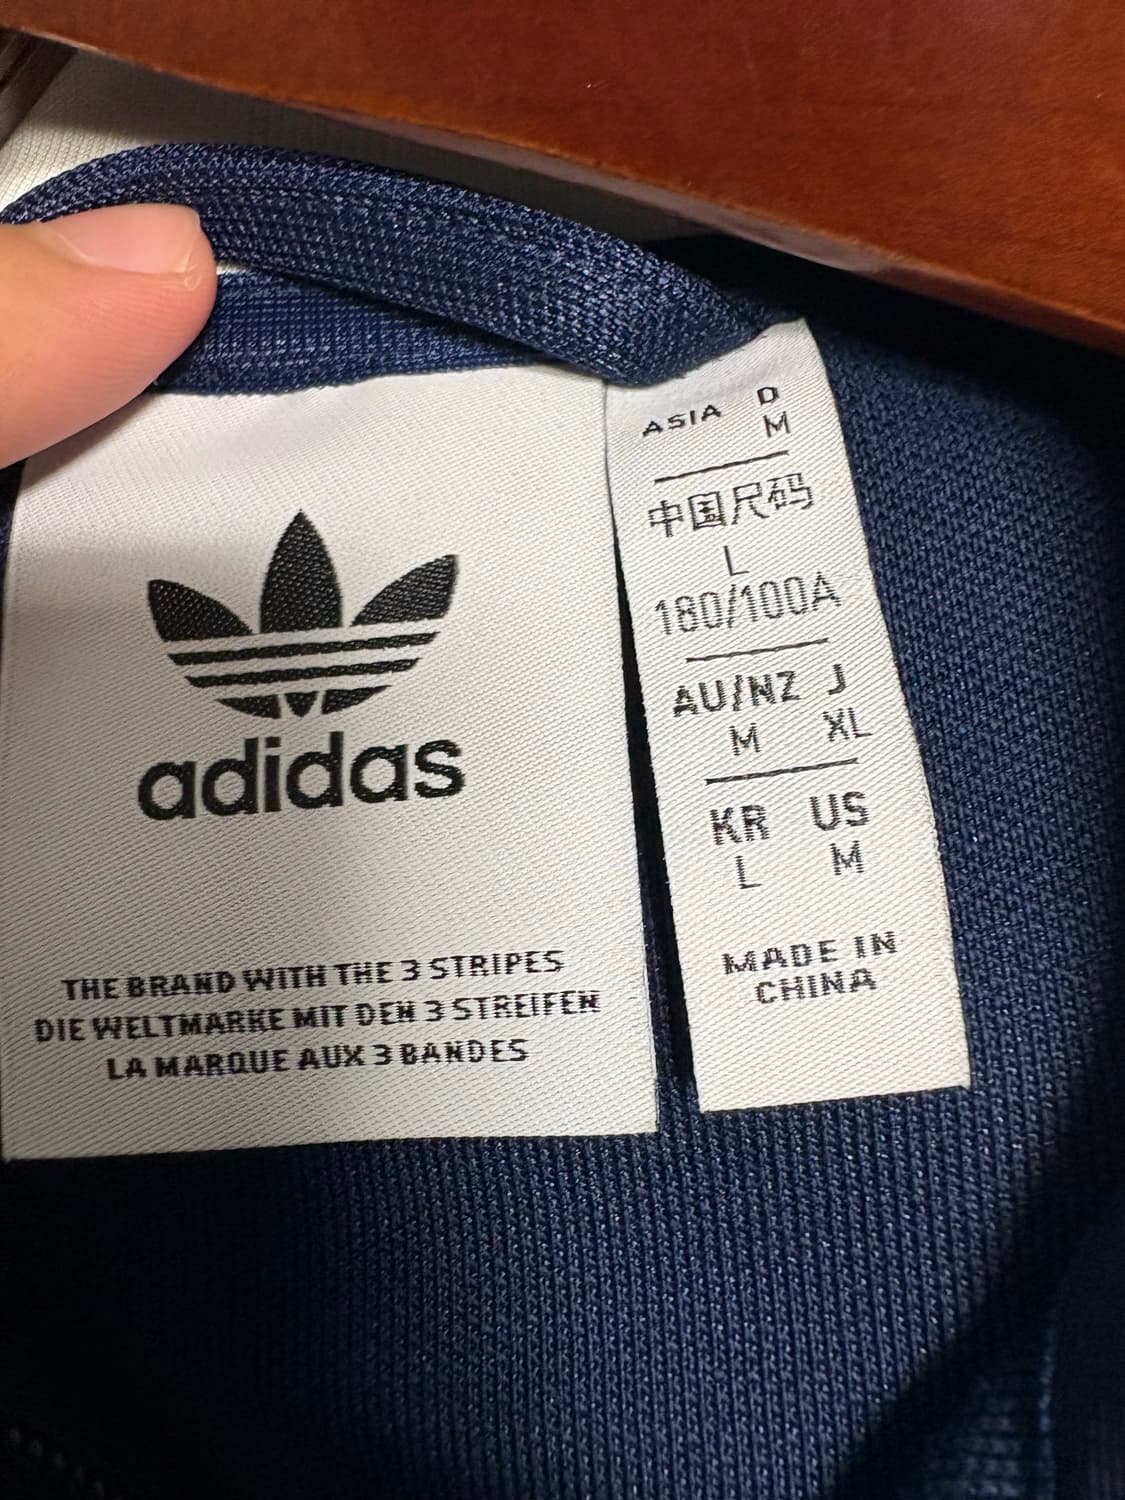 adidas
THE BRAND WITH THE 3 STRIPES
DIE WELTMARKE MIT DEN 3 STREIFEN
LA MARQUE AUX 3 BANDES
ASIA D
M
中国尺码
L
180/100A
AU/NZ J
M XL
KR US
L M
MADE IN
CHINA